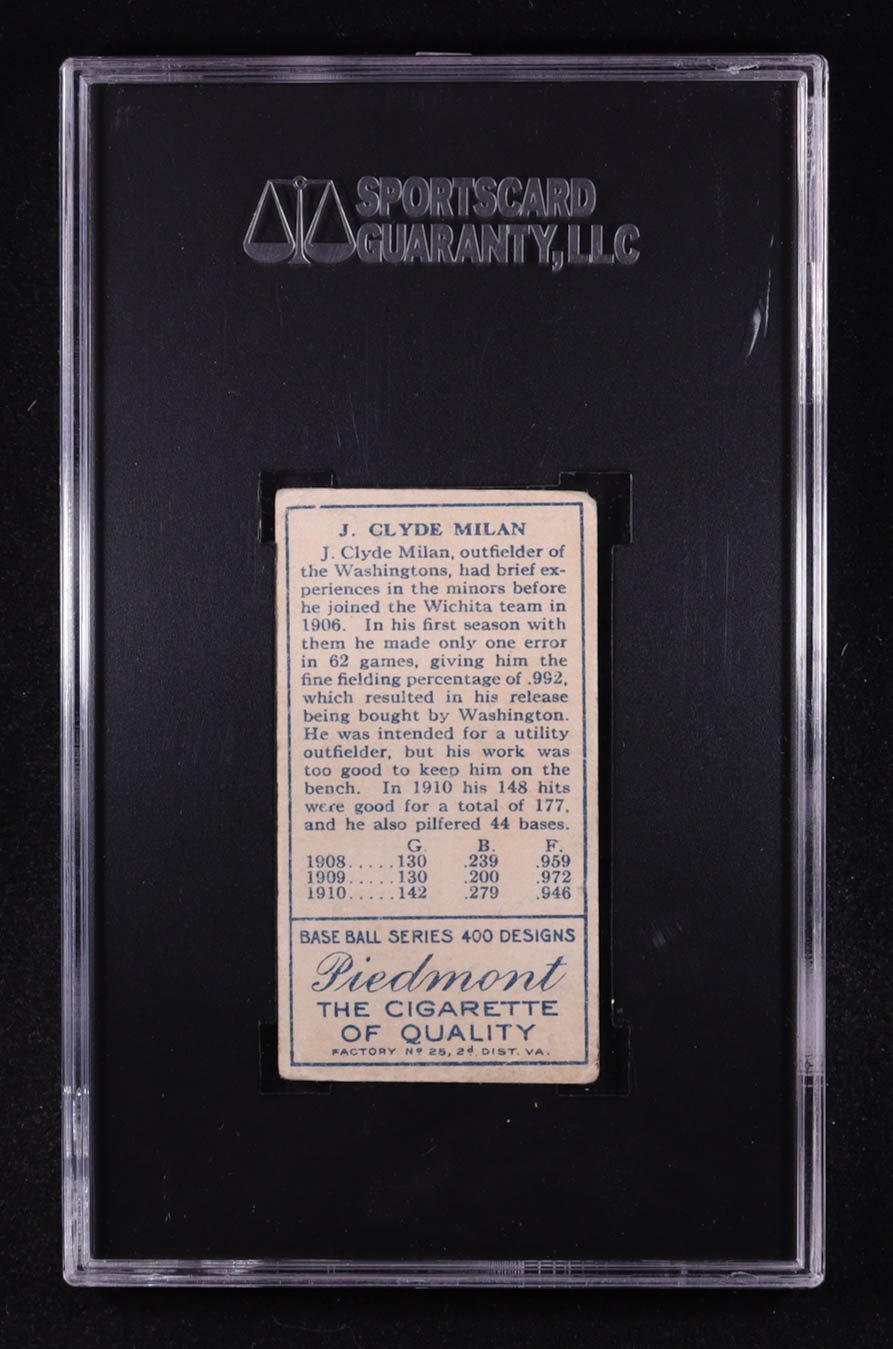 SPORTSCARD
GUARANTY, LLC
J. CLYDE MILAN
J. Clyde Milan, outfielder of
the Washingtons, had brief ex-
periences in the minors before
he joined the Wichita team in
1906. In his first season with
them he made only one error
in 62 games, giving him the
fine fielding percentage of .992,
which resulted in his release
being bought by Washington.
He was intended for a utility
outfielder, but his work was
too good to keep him on the
bench. In 1910 his 148 hits
were good for a total of 177,
and he also pilfered 44 bases.
G. B. F.
1908.....130 .239 .959
1909.....130 .200 .972
1910.....142 .279 .946
BASE BALL SERIES 400 DESIGNS
Piedmont
THE CIGARETTE
OF QUALITY
FACTORY Nº 25, 2d. DIST. VA.